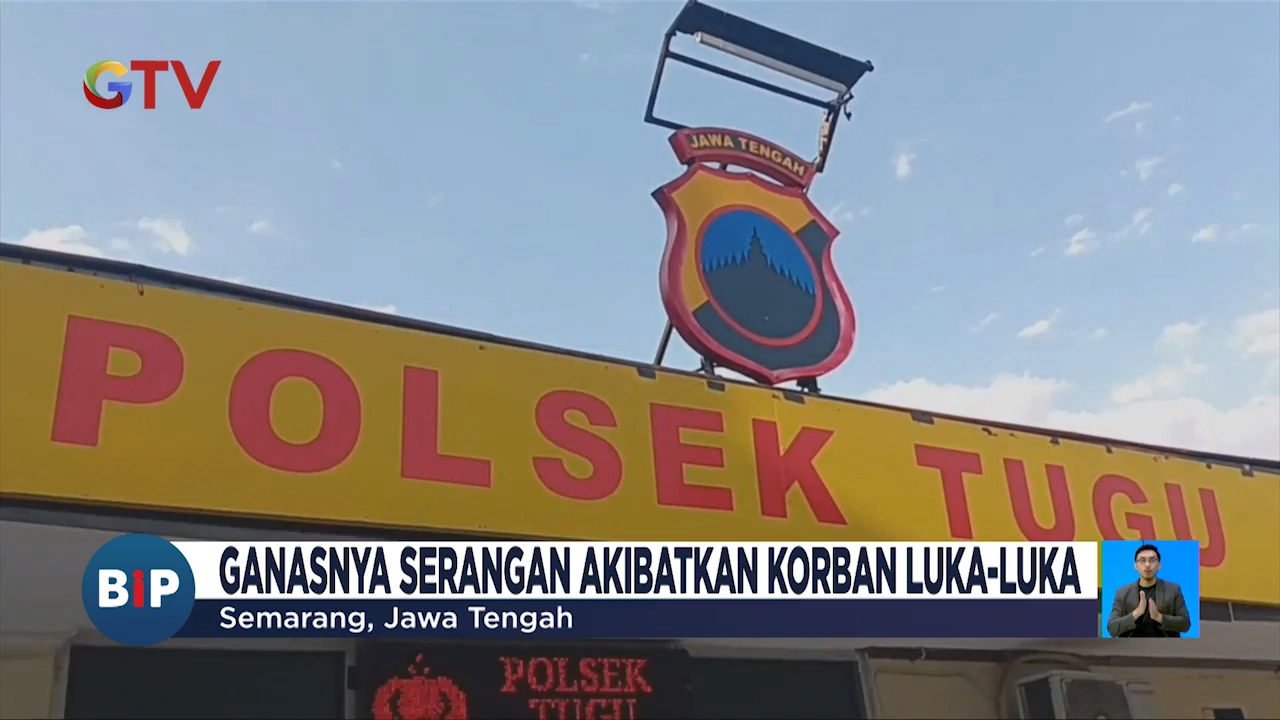 GTV
JAWA TENGAH
POLSEK TUGU
BiP
GANASNYA SERANGAN AKIBATKAN KORBAN LUKA-LUKA
Semarang, Jawa Tengah
POLSEK
TUGU